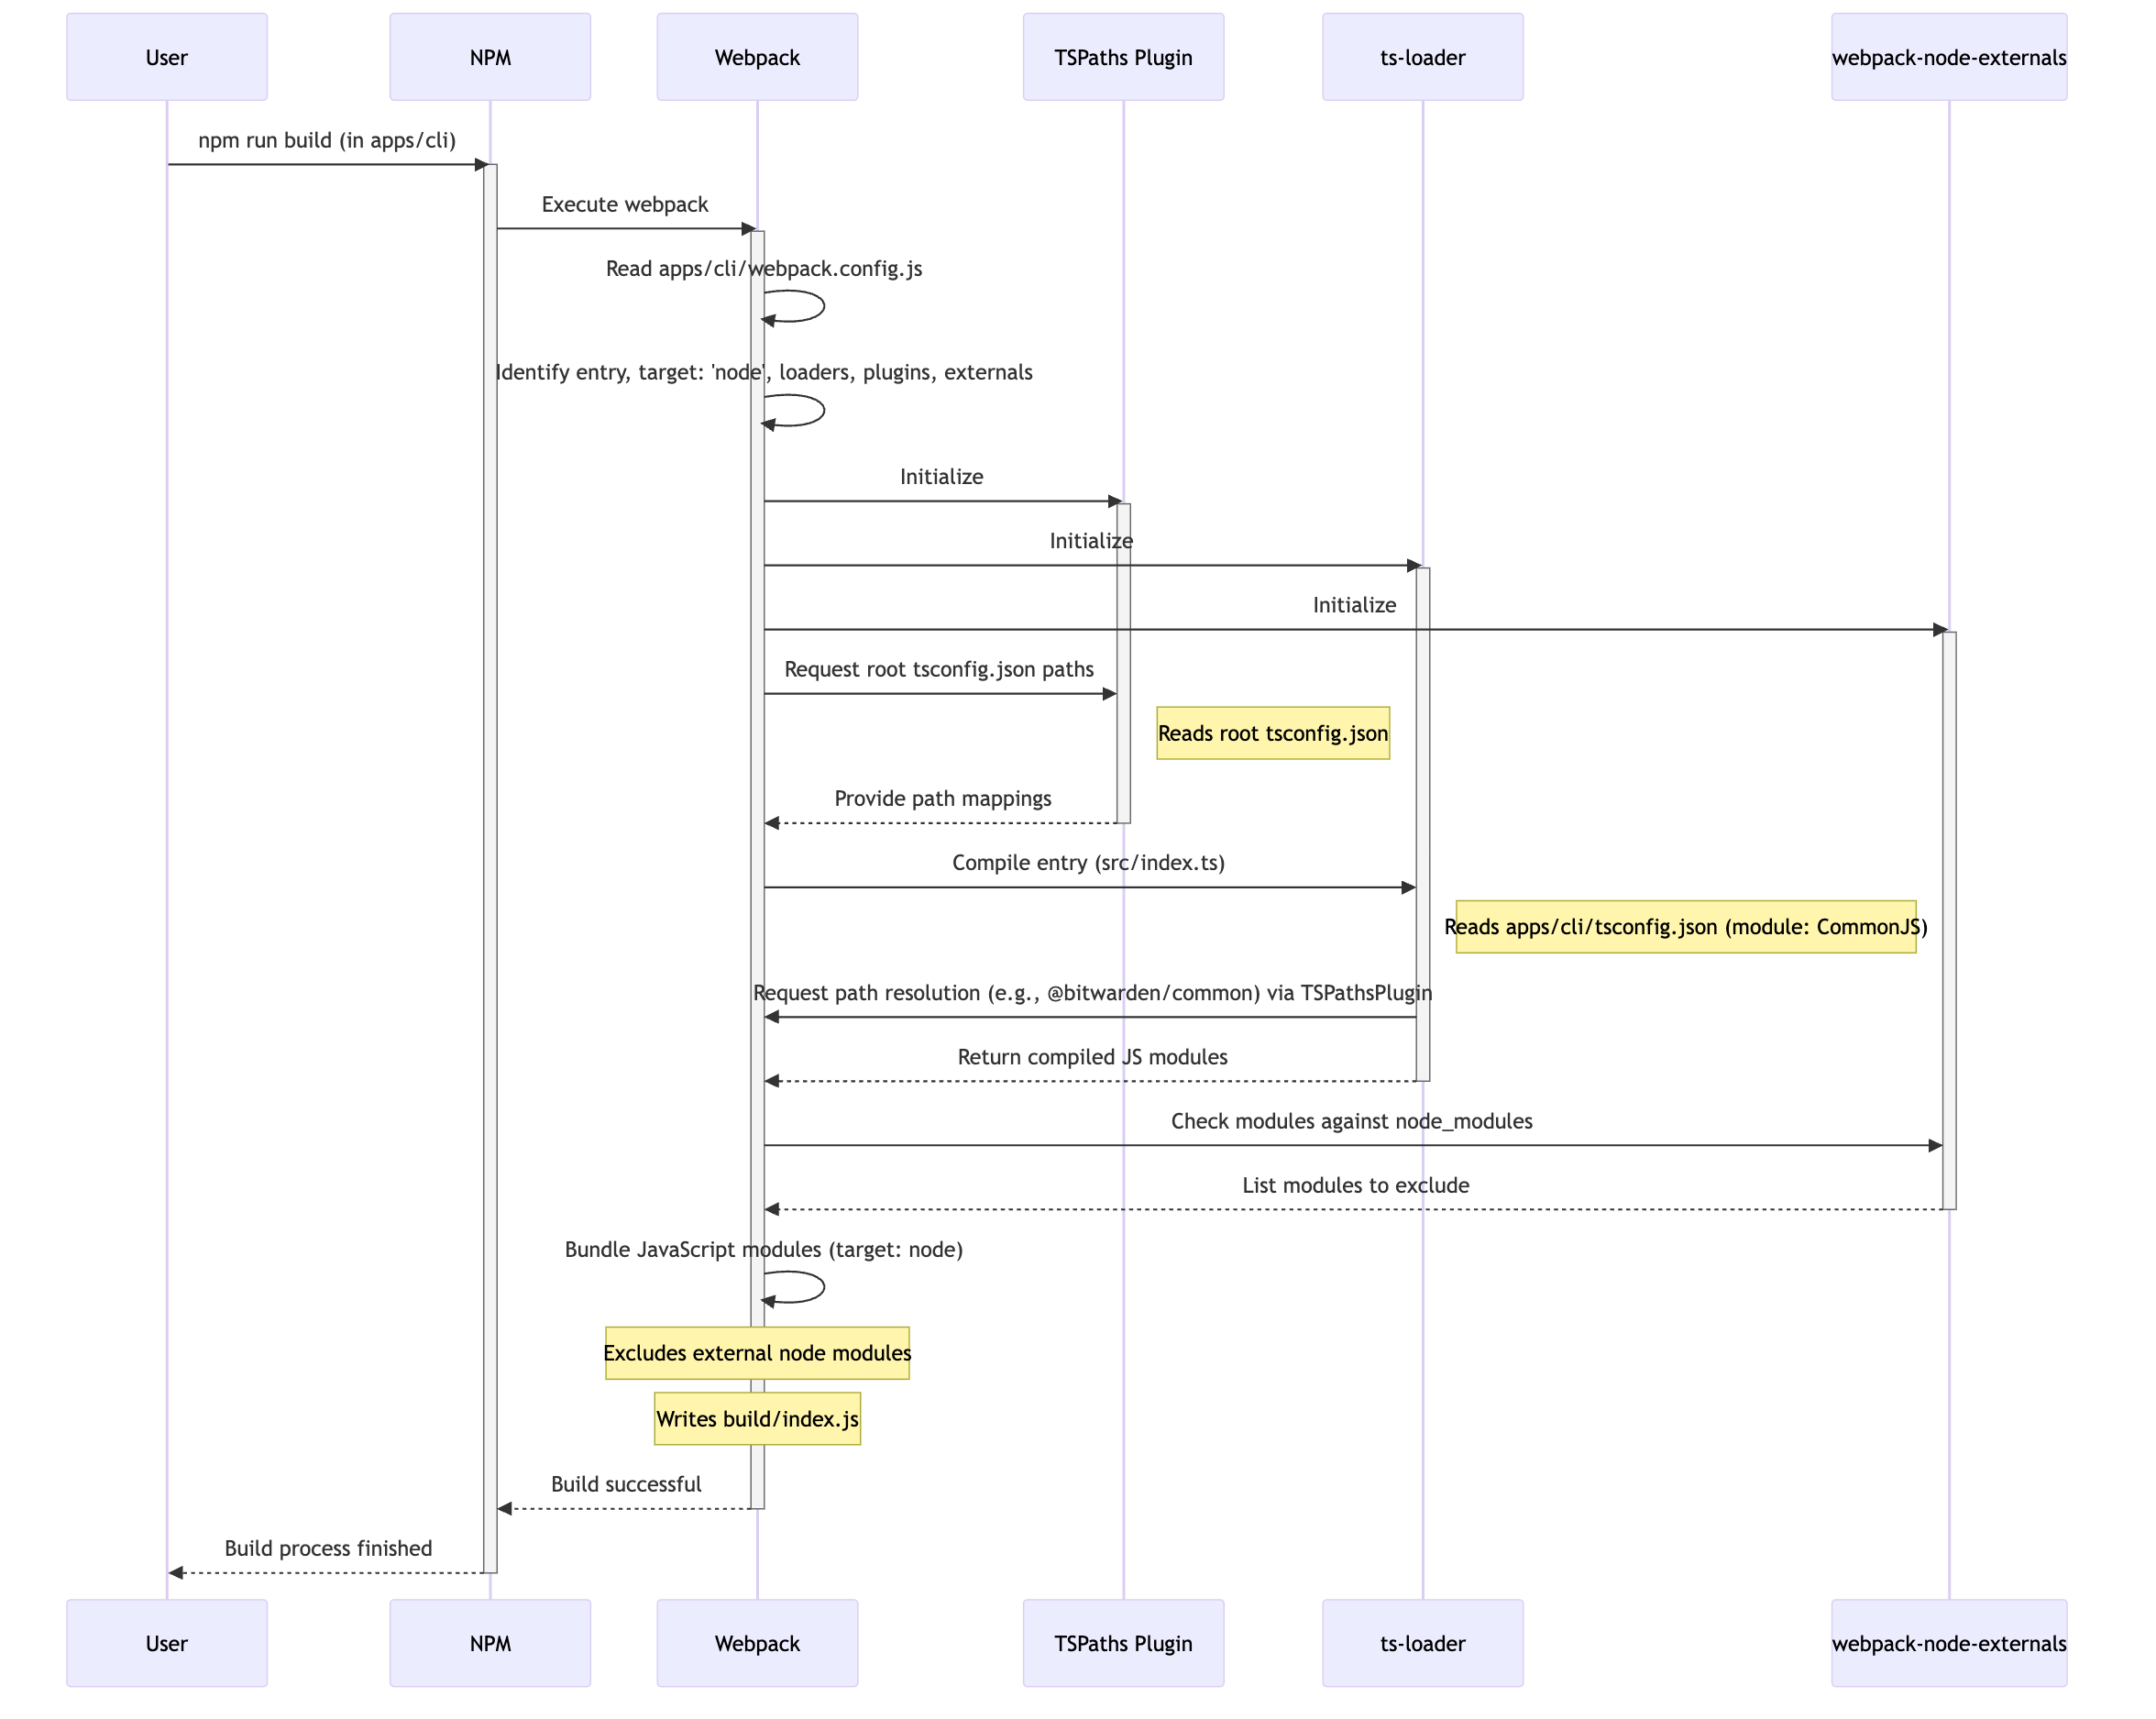 User
NPM
Webpack
TSPaths Plugin
ts-loader
webpack-node-externals
npm run build (in apps/cli)
Execute webpack
Read apps/cli/webpack.config.js
Identify entry, target: 'node', loaders, plugins, externals
Initialize
Initialize
Initialize
Request root tsconfig.json paths
Reads root tsconfig.json
Provide path mappings
Compile entry (src/index.ts)
Reads apps/cli/tsconfig.json (module: CommonJS)
Request path resolution (e.g., @bitwarden/common) via TSPathsPlugin
Return compiled JS modules
Check modules against node_modules
List modules to exclude
Bundle JavaScript modules (target: node)
Excludes external node modules
Writes build/index.js
Build successful
Build process finished
User
NPM
Webpack
TSPaths Plugin
ts-loader
webpack-node-externals